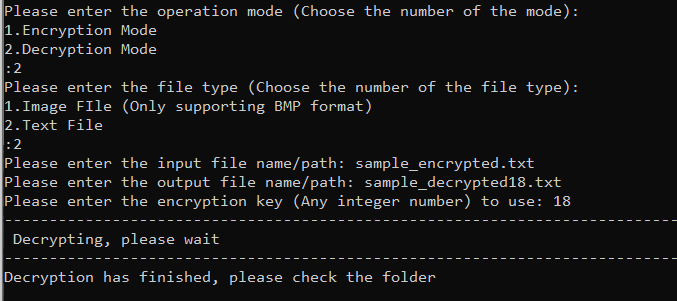 Please enter the operation mode (Choose the number of the mode):
1.Encryption Mode
2.Decryption Mode
:2
Please enter the file type (Choose the number of the file type):
1.Image FIle (Only supporting BMP format)
2.Text File
:2
Please enter the input file name/path: sample_encrypted.txt
Please enter the output file name/path: sample_decrypted18.txt
Please enter the encryption key (Any integer number) to use: 18
---------------------------------------------------------------------------
 Decrypting, please wait
---------------------------------------------------------------------------
Decryption has finished, please check the folder